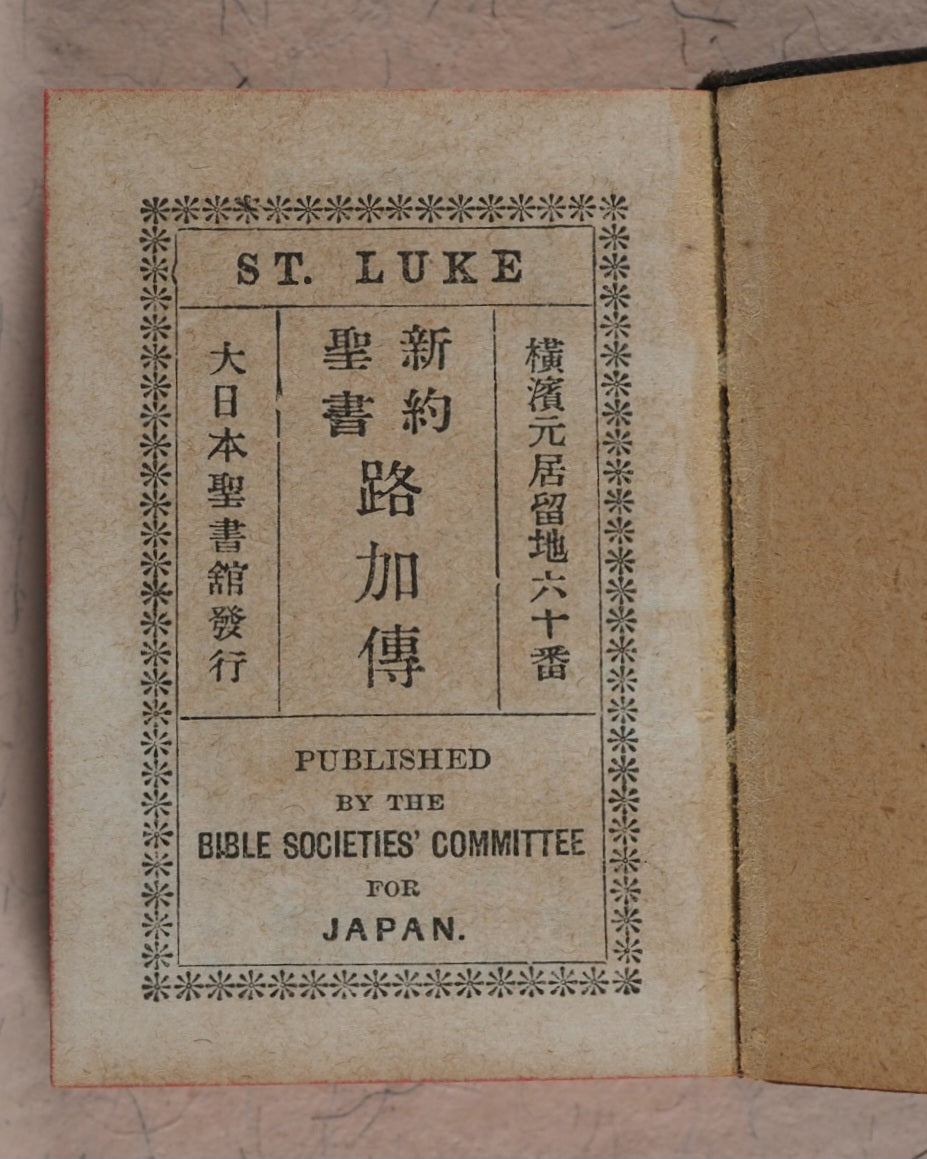 ST. LUKE
橫濱元居留地六十番
新約
聖書
路加傳
大日本聖書舘發行
PUBLISHED
BY THE
BIBLE SOCIETIES' COMMITTEE
FOR
JAPAN.